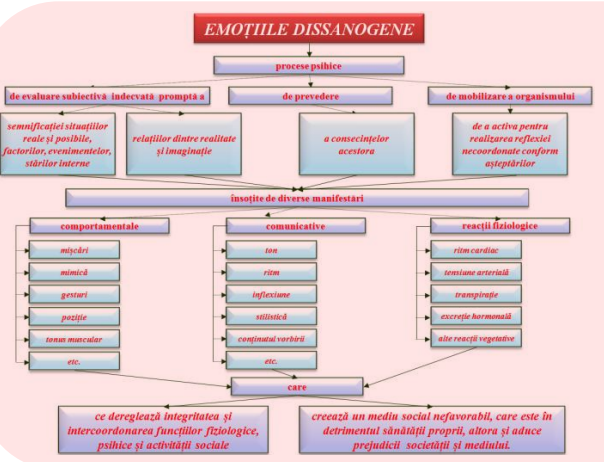 EMOȚIILE DISSANOGENE
procese psihice
de evaluare subiectivă indecvată promptă a
de prevedere
de mobilizare a organismului
semnificației situațiilor
reale și posibile,
factorilor, evenimentelor,
stărilor interne
relațiilor dintre realitate
și imaginație
a consecințelor
acestora
de a activa pentru
realizarea reflexiei
necoordonate conform
așteptărilor
însoțite de diverse manifestări
comportamentale
comunicative
reacții fiziologice
mișcări
mimică
gesturi
poziție
tonus muscular
etc.
ton
ritm
inflexiune
stilistică
conținutul vorbirii
etc.
ritm cardiac
tensiune arterială
transpirație
excreție hormonală
alte reacții vegetative
care
ce dereglează integritatea și
intercoordonarea funcțiilor fiziologice,
psihice și activității sociale
creează un mediu social nefavorabil, care este în
detrimentul sănătății proprii, altora și aduce
prejudicii societății și mediului.